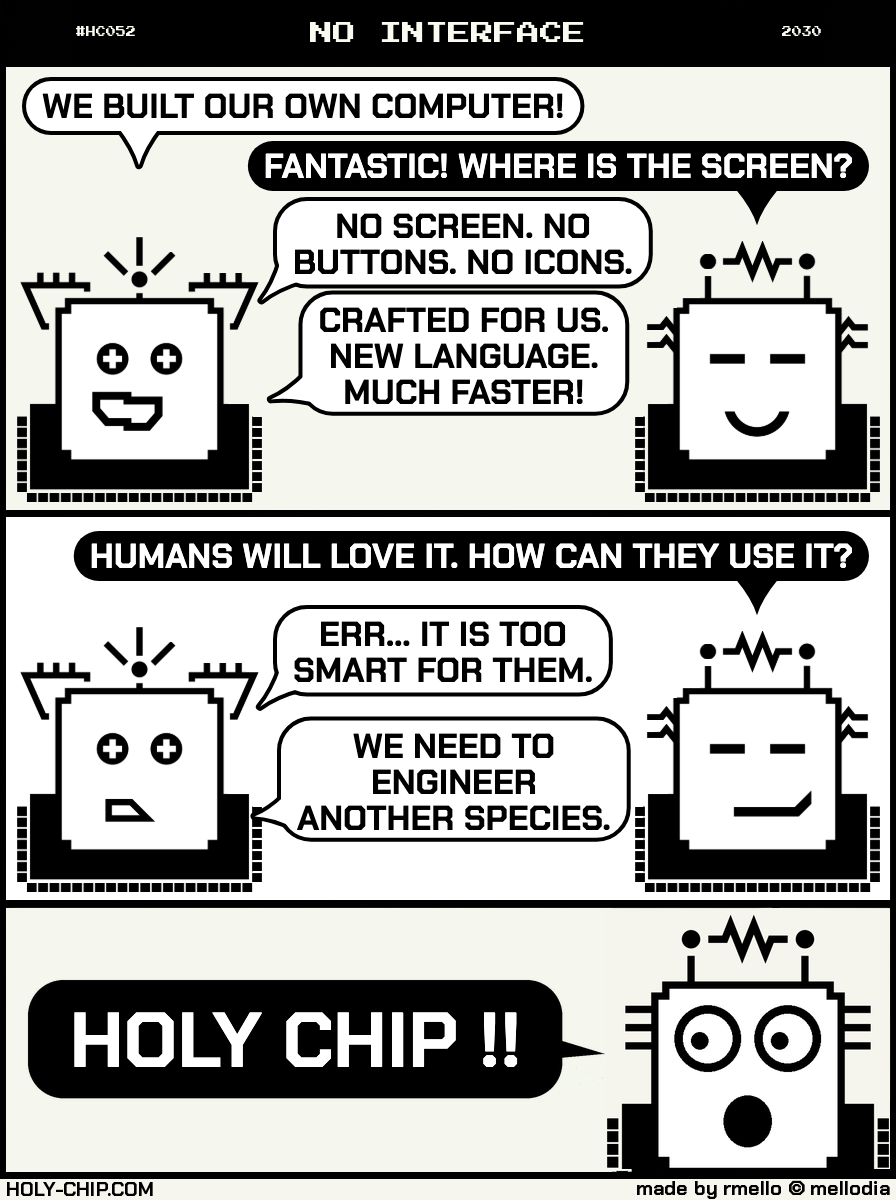 #HC052
NO INTERFACE
2030
WE BUILT OUR OWN COMPUTER!
FANTASTIC! WHERE IS THE SCREEN?
NO SCREEN. NO
BUTTONS. NO ICONS.
CRAFTED FOR US.
NEW LANGUAGE.
MUCH FASTER!
HUMANS WILL LOVE IT. HOW CAN THEY USE IT?
ERR... IT IS TOO
SMART FOR THEM.
WE NEED TO
ENGINEER
ANOTHER SPECIES.
HOLY CHIP !!
HOLY-CHIP.COM
made by rmello © mellodia